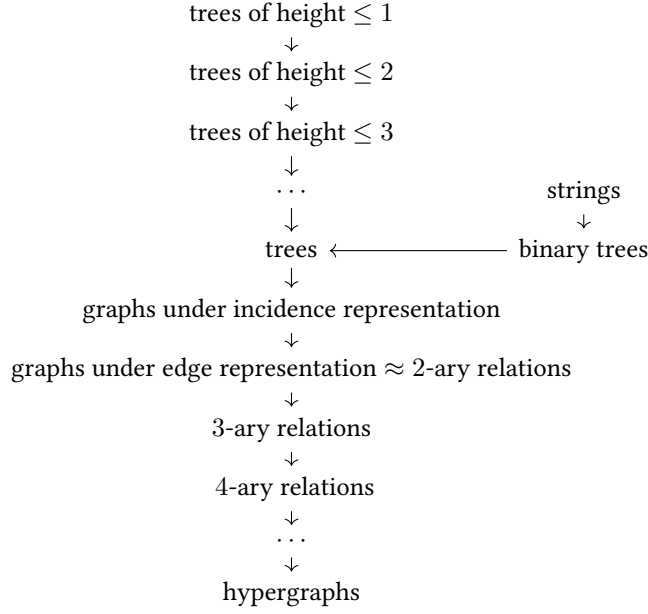 trees of height ≤ 1
trees of height ≤ 2
trees of height ≤ 3
···
strings
trees
binary trees
graphs under incidence representation
graphs under edge representation ≈ 2-ary relations
3-ary relations
4-ary relations
···
hypergraphs